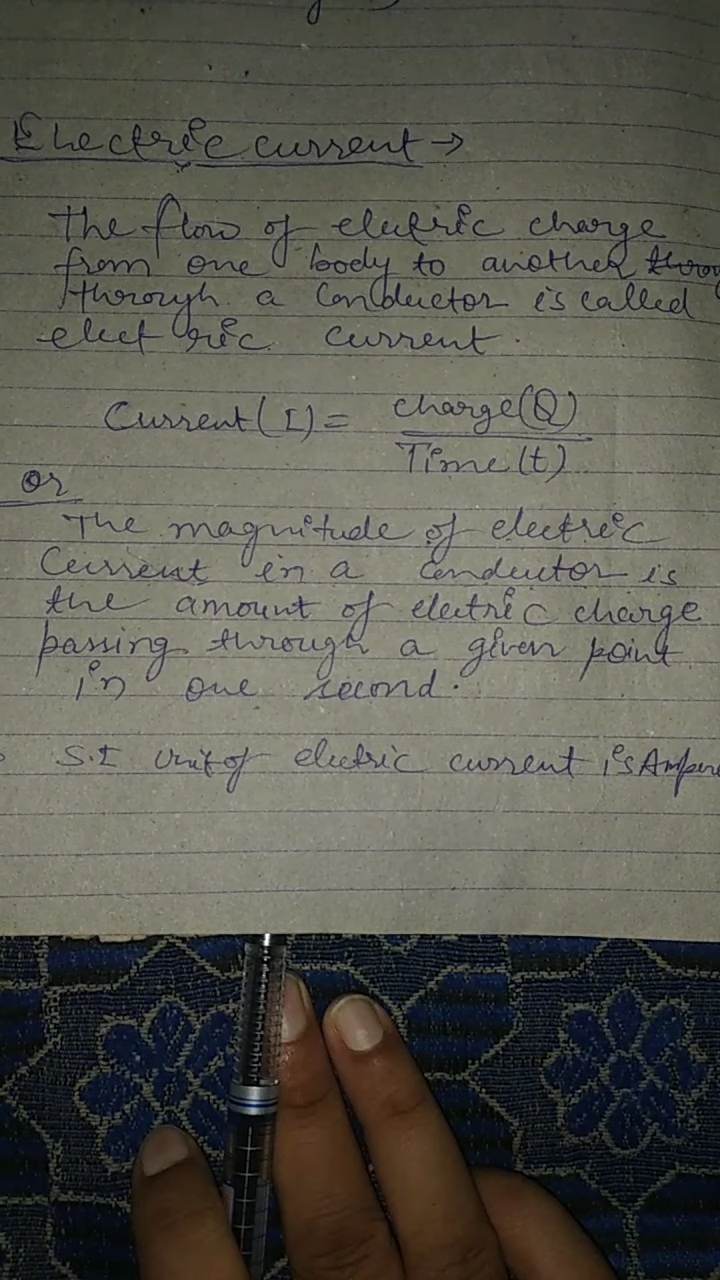 Electric current →
The flow of electric charge
from one body to another
through a conductor is called
electric current.
Current (I) = charge(Q)
Time(t)
or
The magnitude of electric
Current in a conductor is
the amount of electric charge
passing through a given point
in one second.
S.I unit of electric current is Ampere